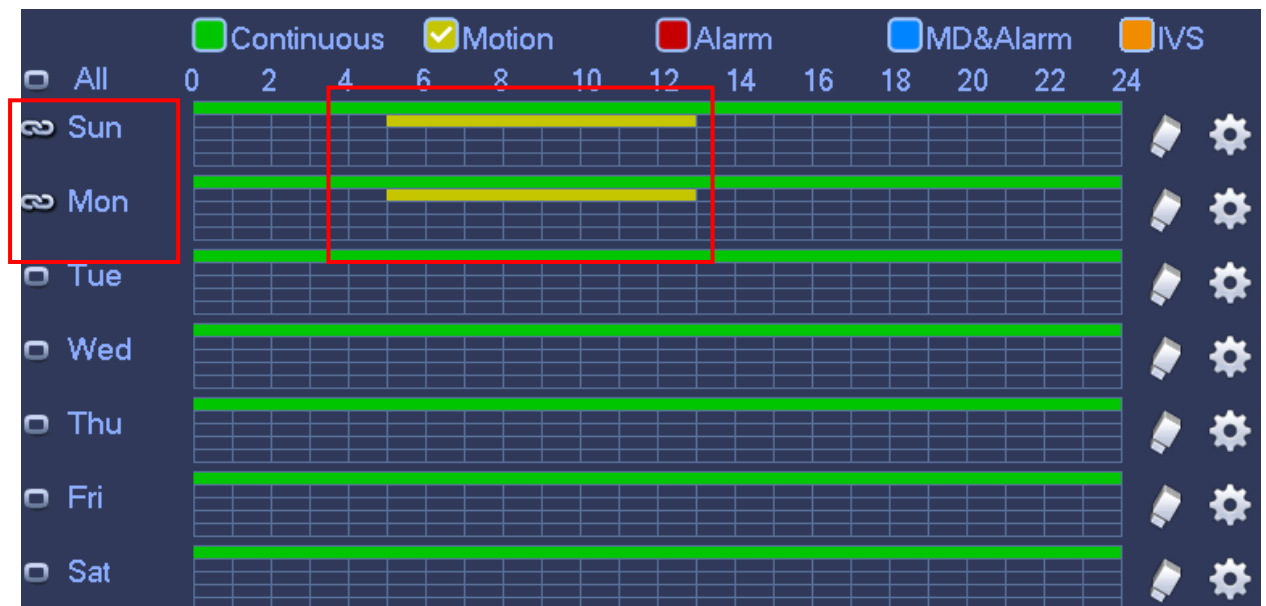 Continuous Motion Alarm MD&Alarm IVS
All 0 2 4 6 8 10 12 14 16 18 20 22 24
Sun
Mon
Tue
Wed
Thu
Fri
Sat